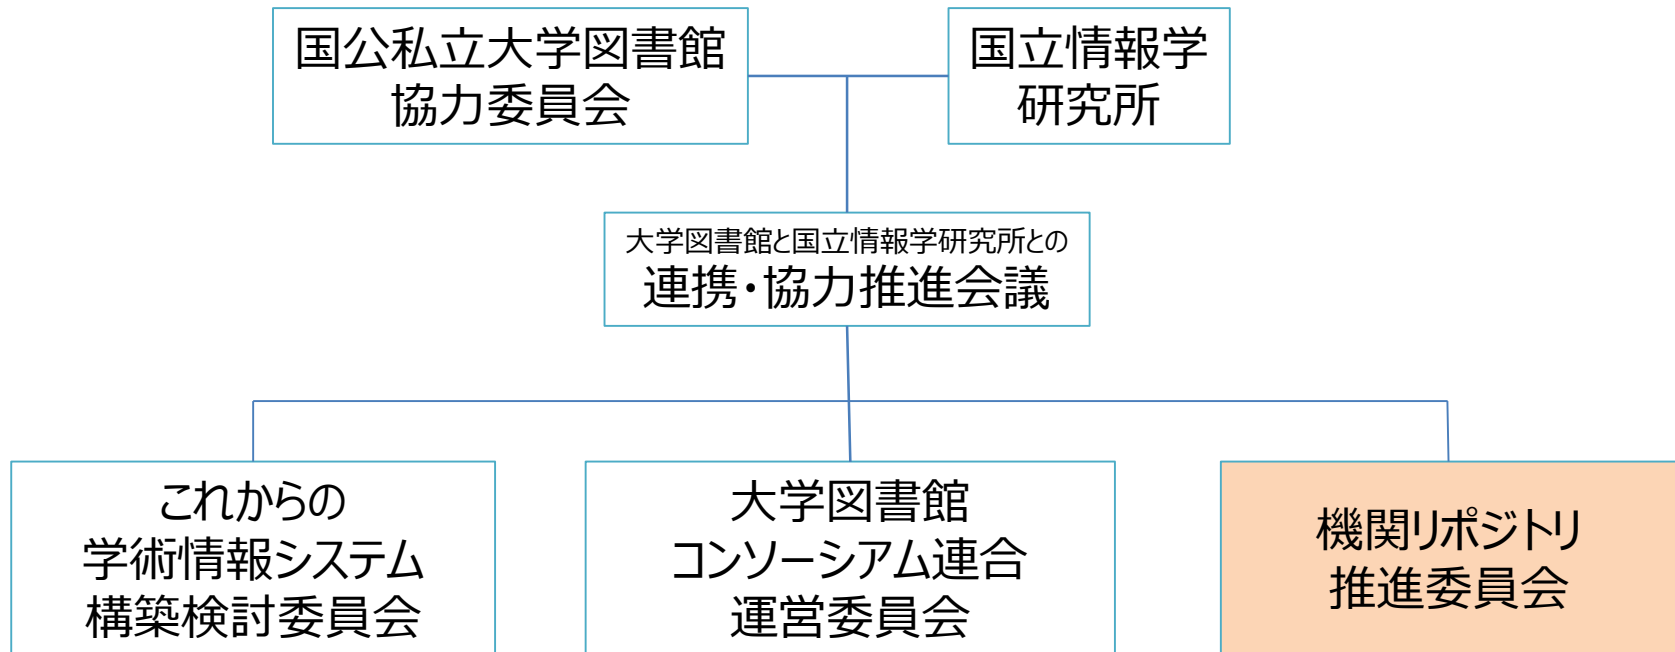 国公私立大学図書館
協力委員会
国立情報学
研究所
大学図書館と国立情報学研究所との
連携・協力推進会議
これからの
学術情報システム
構築検討委員会
大学図書館
コンソーシアム連合
運営委員会
機関リポジトリ
推進委員会